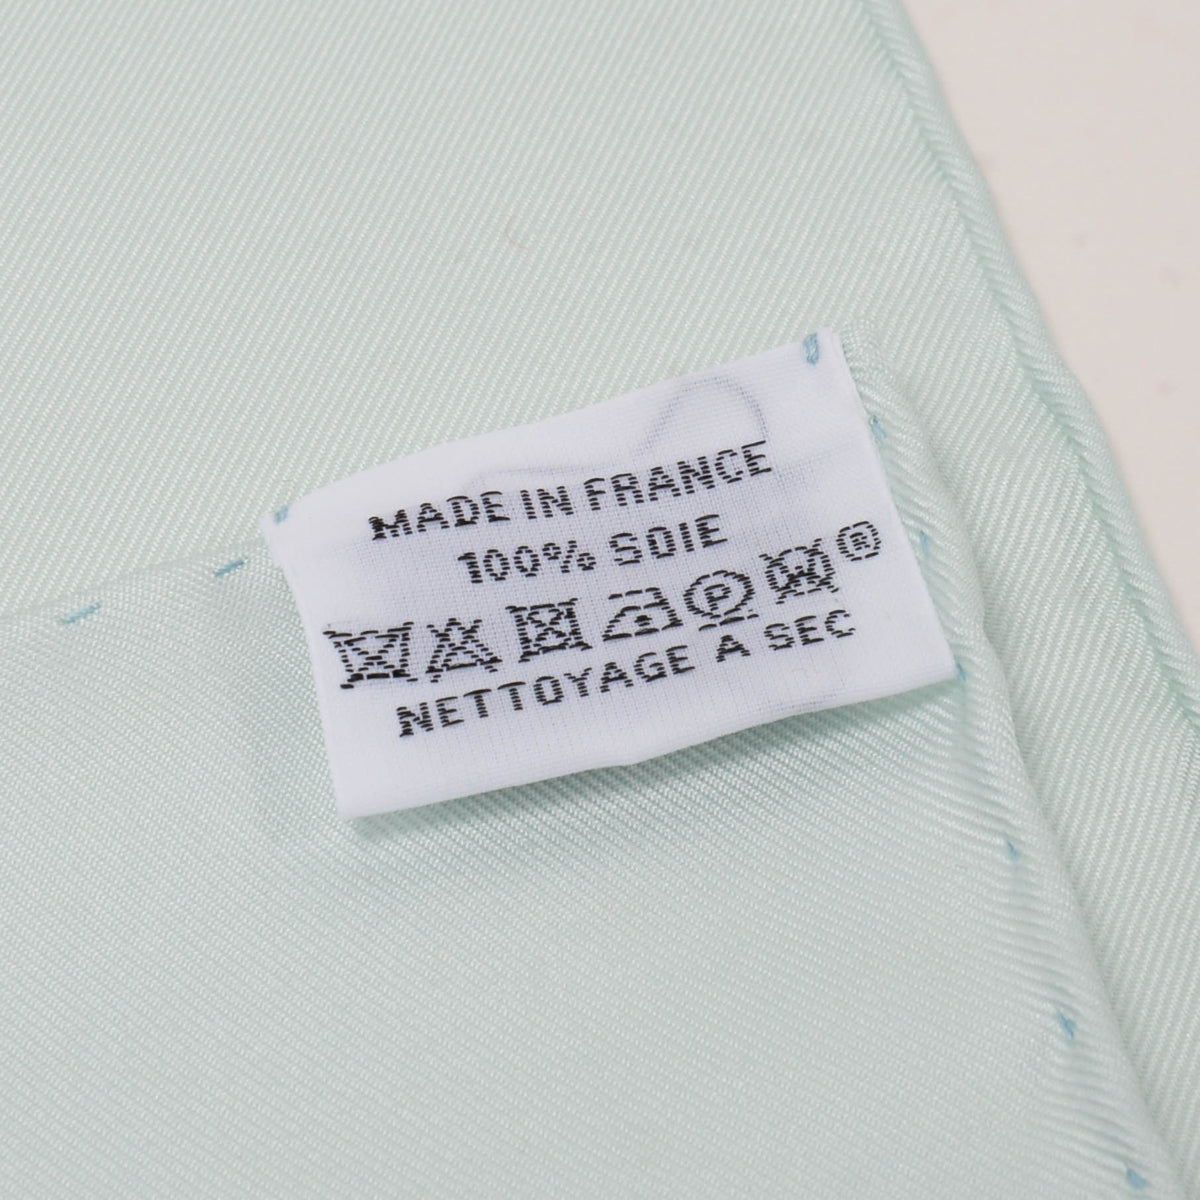 MADE IN FRANCE
100% SOIE
P ®
NETTOYAGE A SEC